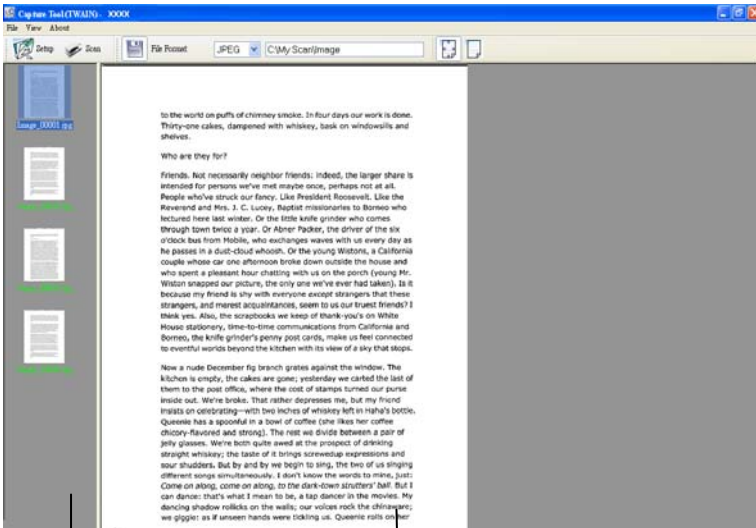 Capture Tool(TWAIN) - XXXX
File View About
Setup Scan File Format JPEG C:\My Scan\Image
Image_00001.jpg
to the world on puffs of chimney smoke. In four days our work is done.
Thirty-one cakes, dampened with whiskey, bask on windowsills and
shelves.
Who are they for?
Friends. Not necessarily neighbor friends: indeed, the larger share is
intended for persons we've met maybe once, perhaps not at all.
People who've struck our fancy. Like President Roosevelt. Like the
Reverend and Mrs. J. C. Lucey, Baptist missionaries to Borneo who
lectured here last winter. Or the little knife grinder who comes
through town twice a year. Or Abner Packer, the driver of the six
o'clock bus from Mobile, who exchanges waves with us every day as
he passes in a dust-cloud whoosh. Or the young Wistons, a California
couple whose car one afternoon broke down outside the house and
who spent a pleasant hour chatting with us on the porch (young Mr.
Wiston snapped our picture, the only one we've ever had taken). Is it
because my friend is shy with everyone except strangers that these
strangers, and merest acquaintances, seem to us our truest friends? I
think yes. Also, the scrapbooks we keep of thank-you's on White
House stationery, time-to-time communications from California and
Borneo, the knife grinder's penny post cards, make us feel connected
to eventful worlds beyond the kitchen with its view of a sky that stops.
Now a nude December fig branch grates against the window. The
kitchen is empty, the cakes are gone; yesterday we carted the last of
them to the post office, where the cost of stamps turned our purse
inside out. We're broke. That rather depresses me, but my friend
insists on celebrating—with two inches of whiskey left in Haha's bottle.
Queenie has a spoonful in a bowl of coffee (she likes her coffee
chicory-flavored and strong). The rest we divide between a pair of
jelly glasses. We're both quite awed at the prospect of drinking
straight whiskey; the taste of it brings screwedup expressions and
sour shudders. But by and by we begin to sing, the two of us singing
different songs simultaneously. I don't know the words to mine, just:
Come on along, come on along, to the dark-town strutters' ball. But I
can dance: that's what I mean to be, a tap dancer in the movies. My
dancing shadow rollicks on the walls; our voices rock the chinaware;
we giggle: as if unseen hands were tickling us. Queenie rolls on her